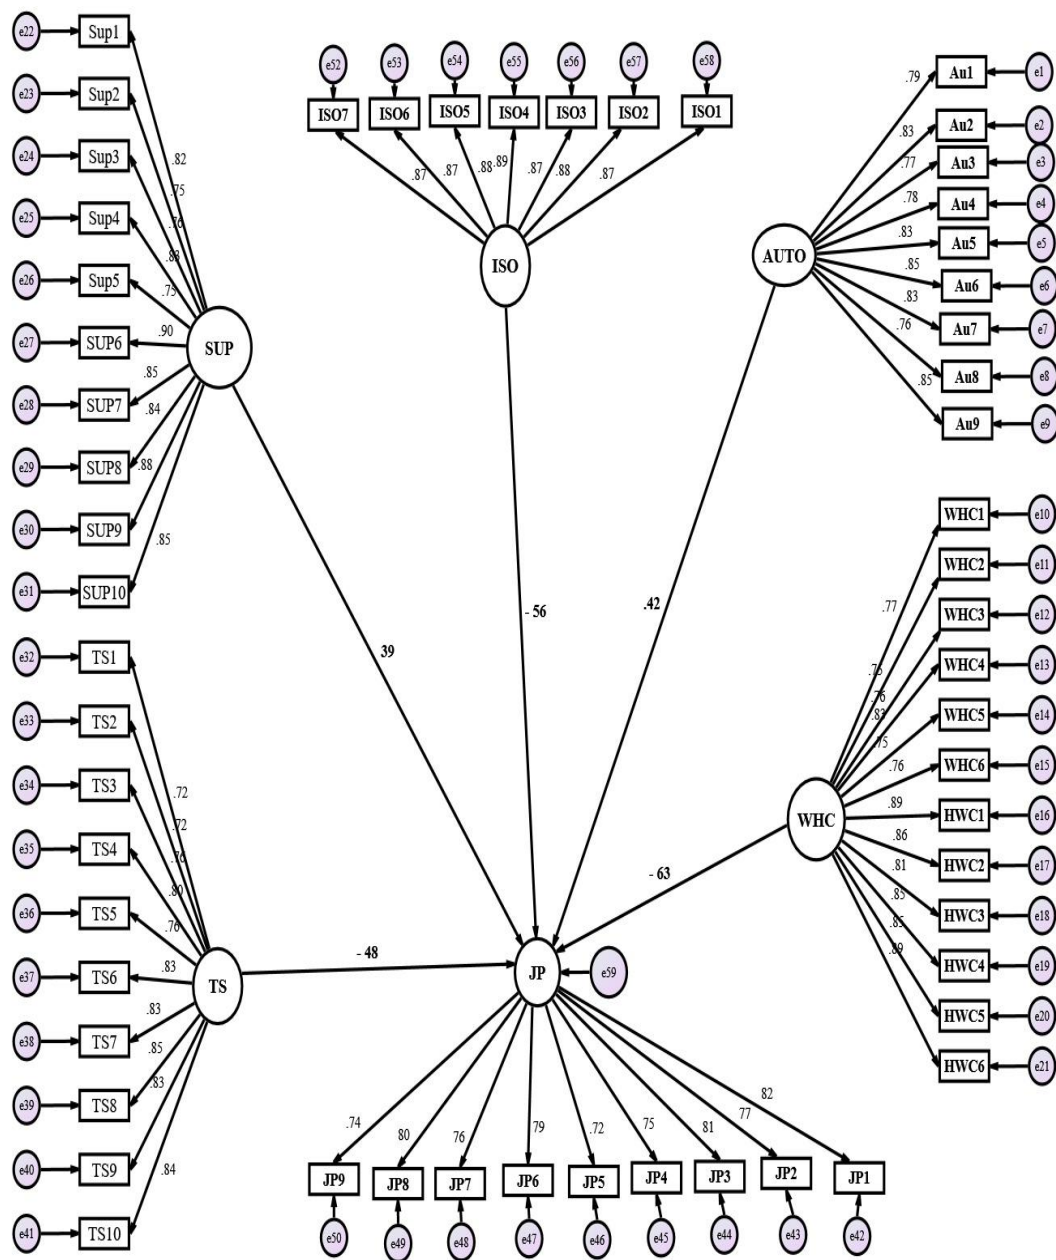 e22 Sup1
e23 Sup2
e24 Sup3
e25 Sup4
e26 Sup5
e27 SUP6
e28 SUP7
e29 SUP8
e30 SUP9
e31 SUP10
.82
.75
.76
.83
.75
.90
.85
.84
.88
.85
SUP
e52 e53 e54 e55 e56 e57 e58
ISO7 ISO6 ISO5 ISO4 ISO3 ISO2 ISO1
.87 .87 .88 .89 .87 .88 .87
ISO
Au1 e1
Au2 e2
Au3 e3
Au4 e4
Au5 e5
Au6 e6
Au7 e7
Au8 e8
Au9 e9
.79
.83
.77
.78
.83
.85
.83
.76
.85
AUTO
39
- 56
.42
WHC1 e10
WHC2 e11
WHC3 e12
WHC4 e13
WHC5 e14
WHC6 e15
HWC1 e16
HWC2 e17
HWC3 e18
HWC4 e19
HWC5 e20
HWC6 e21
.77
.75
.76
.83
.75
.76
.89
.86
.81
.85
.85
.89
WHC
- 63
e32 TS1
e33 TS2
e34 TS3
e35 TS4
e36 TS5
e37 TS6
e38 TS7
e39 TS8
e40 TS9
e41 TS10
.72
.72
.76
.80
.76
.83
.83
.85
.83
.84
TS
- 48
JP e59
.74 80 76 79 .72 75 81 77 82
JP9 JP8 JP7 JP6 JP5 JP4 JP3 JP2 JP1
e50 e49 e48 e47 e46 e45 e44 e43 e42